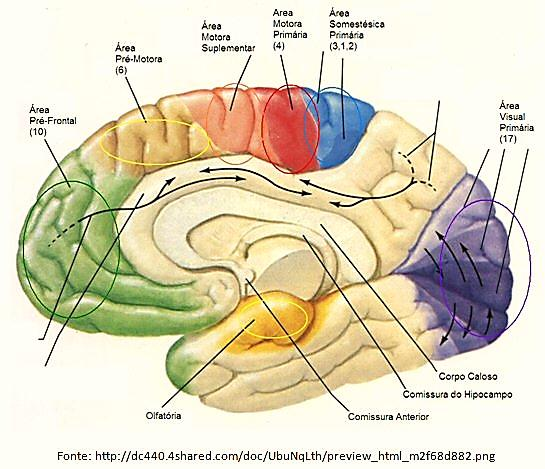 Área
Pré-Frontal
(10)
Área
Pré-Motora
(6)
Área
Motora
Suplementar
Área
Motora
Primária
(4)
Área
Somestésica
Primária
(3,1,2)
Área
Visual
Primária
(17)
Corpo Caloso
Comissura do Hipocampo
Olfatória
Comissura Anterior
Fonte: http://dc440.4shared.com/doc/UbuNqLth/preview_html_m2f68d882.png